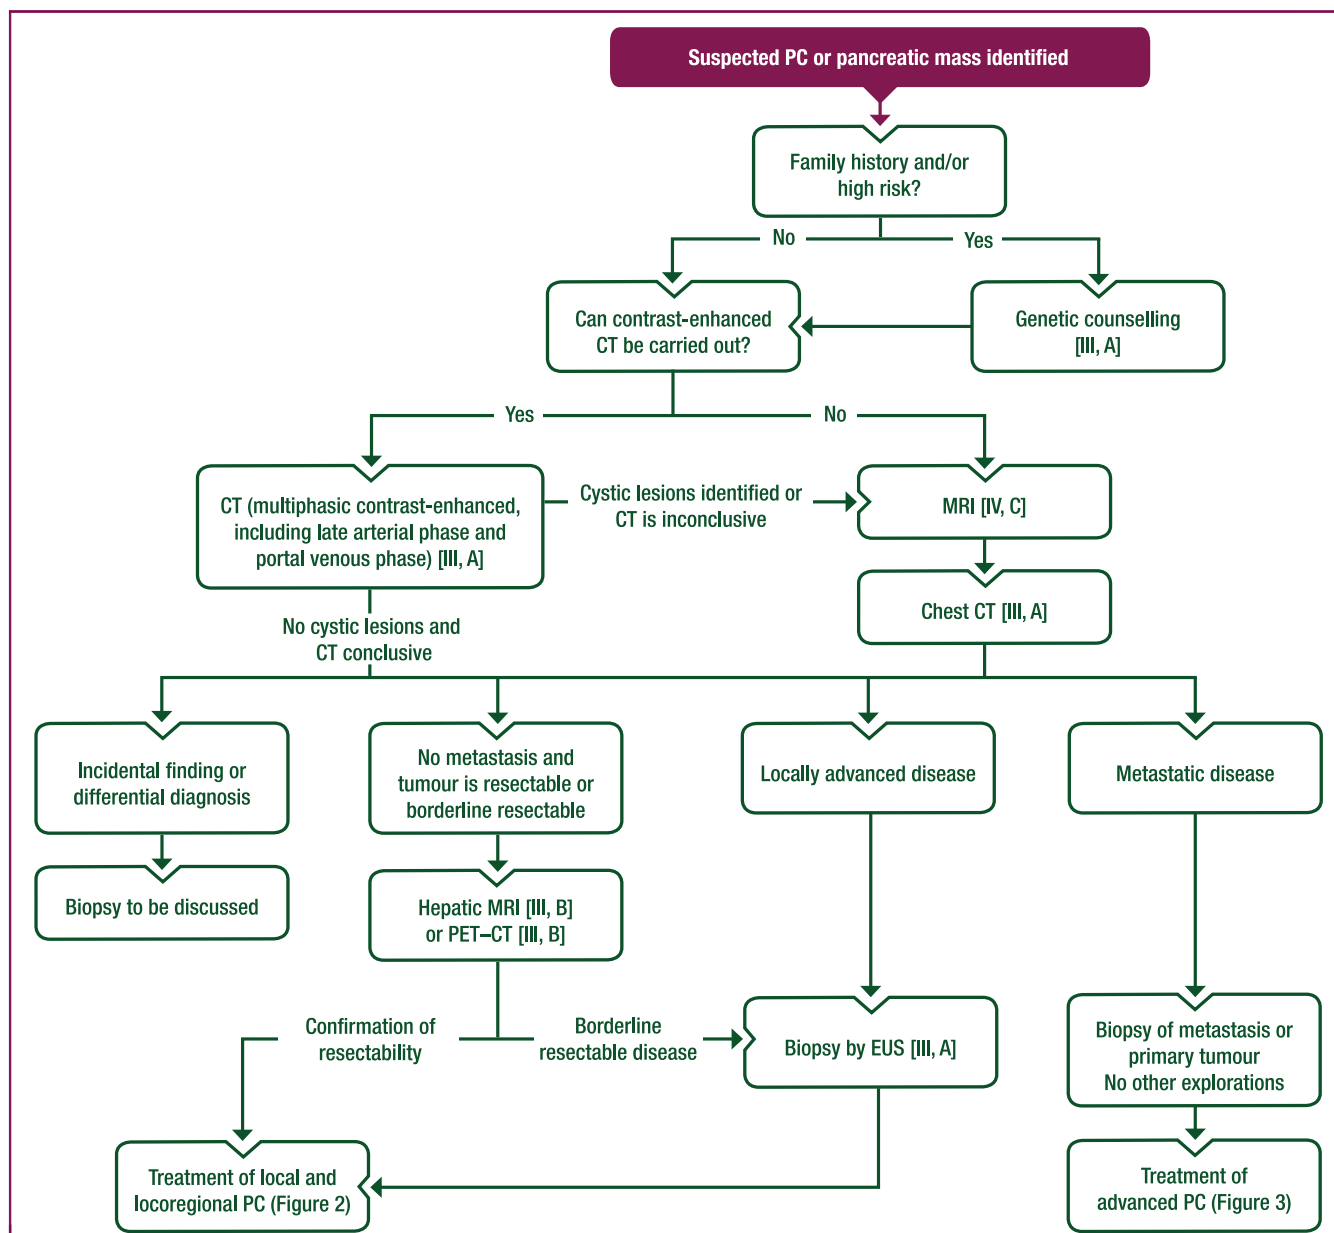 Suspected PC or pancreatic mass identified
Family history and/or
high risk?
No
Yes
Can contrast-enhanced
CT be carried out?
Genetic counselling
[III, A]
Yes
No
CT (multiphasic contrast-enhanced,
including late arterial phase and
portal venous phase) [III, A]
Cystic lesions identified or
CT is inconclusive
MRI [IV, C]
Chest CT [III, A]
No cystic lesions and
CT conclusive
Incidental finding or
differential diagnosis
No metastasis and
tumour is resectable or
borderline resectable
Locally advanced disease
Metastatic disease
Biopsy to be discussed
Hepatic MRI [III, B]
or PET–CT [III, B]
Confirmation of
resectability
Borderline
resectable disease
Biopsy by EUS [III, A]
Biopsy of metastasis or
primary tumour
No other explorations
Treatment of local and
locoregional PC (Figure 2)
Treatment of
advanced PC (Figure 3)